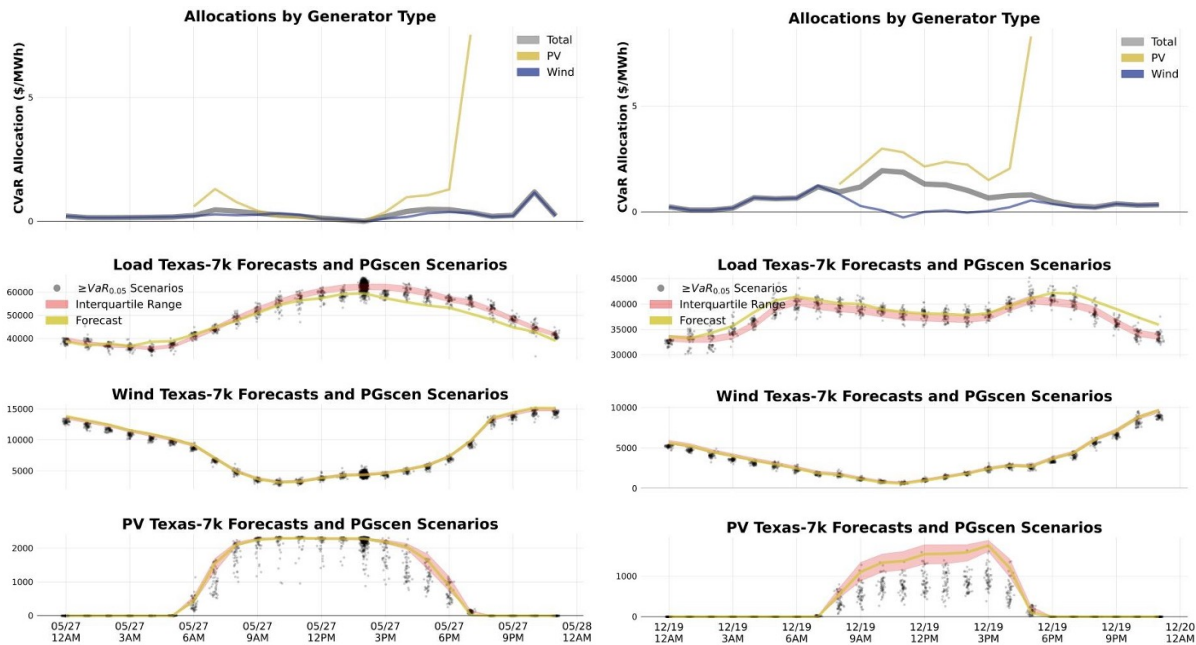 Allocations by Generator Type
CVaR Allocation ($/MWh)
5
0
Total
PV
Wind
Load Texas-7k Forecasts and PGscen Scenarios
60000
50000
40000
≥VaR0.05 Scenarios
Interquartile Range
Forecast
Wind Texas-7k Forecasts and PGscen Scenarios
15000
10000
5000
PV Texas-7k Forecasts and PGscen Scenarios
2000
0
05/27 05/27 05/27 05/27 05/27 05/27 05/27 05/27 05/28
12AM 3AM 6AM 9AM 12PM 3PM 6PM 9PM 12AM
Allocations by Generator Type
CVaR Allocation ($/MWh)
5
0
Total
PV
Wind
Load Texas-7k Forecasts and PGscen Scenarios
45000
40000
35000
30000
≥VaR0.05 Scenarios
Interquartile Range
Forecast
Wind Texas-7k Forecasts and PGscen Scenarios
10000
5000
0
PV Texas-7k Forecasts and PGscen Scenarios
1000
0
12/19 12/19 12/19 12/19 12/19 12/19 12/19 12/19 12/20
12AM 3AM 6AM 9AM 12PM 3PM 6PM 9PM 12AM